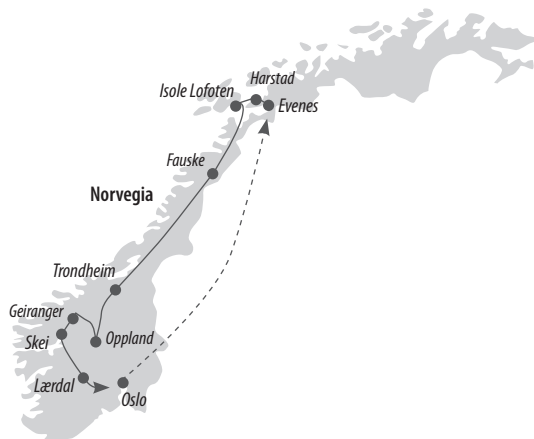 Harstad
Isole Lofoten
Evenes
Fauske
Norvegia
Trondheim
Geiranger
Skei
Oppland
Lærdal
Oslo